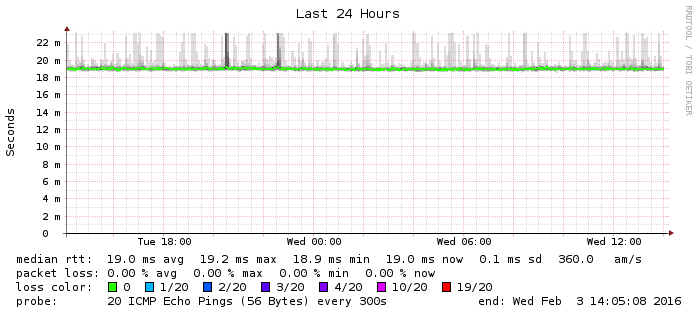 Last 24 Hours
RRDTOOL / TOBI OETIKER
Seconds
22 m
20 m
18 m
16 m
14 m
12 m
10 m
8 m
6 m
4 m
2 m
0
Tue 18:00 Wed 00:00 Wed 06:00 Wed 12:00
median rtt: 19.0 ms avg 19.2 ms max 18.9 ms min 19.0 ms now 0.1 ms sd 360.0 am/s
packet loss: 0.00 % avg 0.00 % max 0.00 % min 0.00 % now
loss color: 0 1/20 2/20 3/20 4/20 10/20 19/20
probe: 20 ICMP Echo Pings (56 Bytes) every 300s end: Wed Feb 3 14:05:08 2016